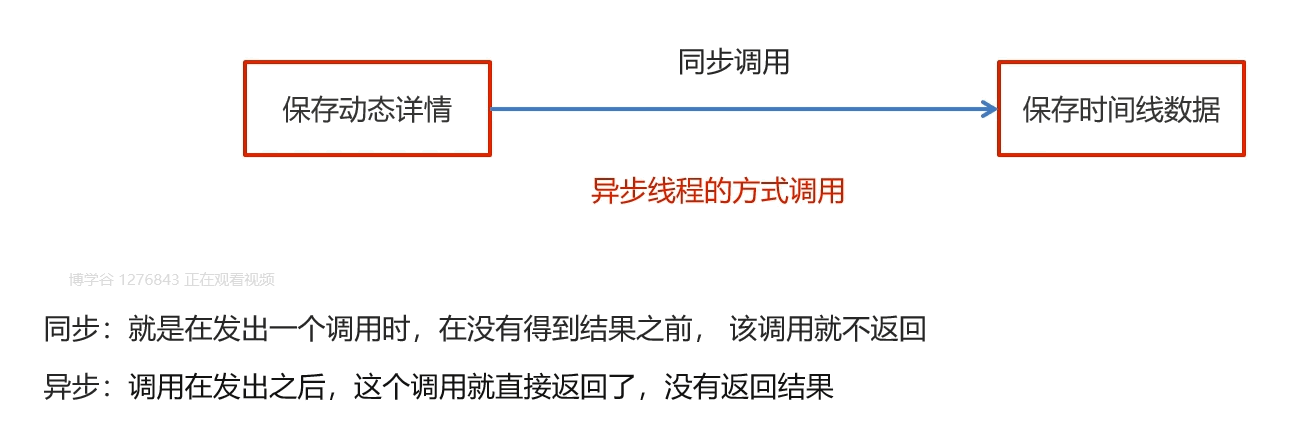 同步调用
保存动态详情
保存时间线数据
异步线程的方式调用
博学谷 1276843 正在观看视频
同步：就是在发出一个调用时，在没有得到结果之前， 该调用就不返回
异步：调用在发出之后，这个调用就直接返回了，没有返回结果